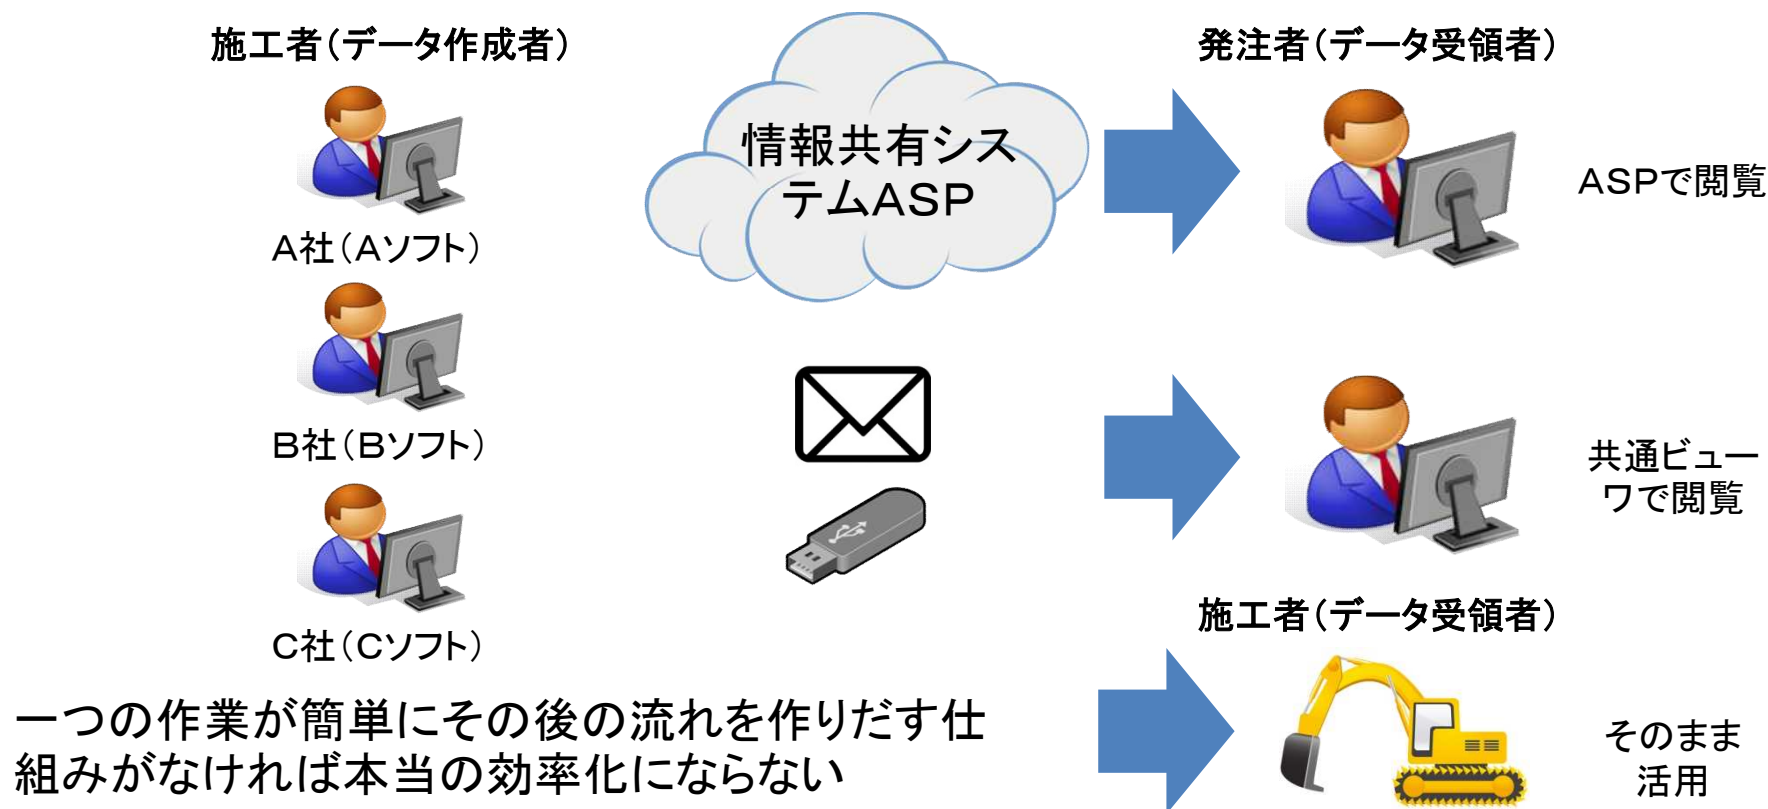 施工者（データ作成者）
A社（Aソフト）
B社（Bソフト）
C社（Cソフト）
情報共有シス
テムASP
発注者（データ受領者）
ASPで閲覧
共通ビュー
ワで閲覧
施工者（データ受領者）
そのまま
活用
一つの作業が簡単にその後の流れを作りだす仕
組みがなければ本当の効率化にならない